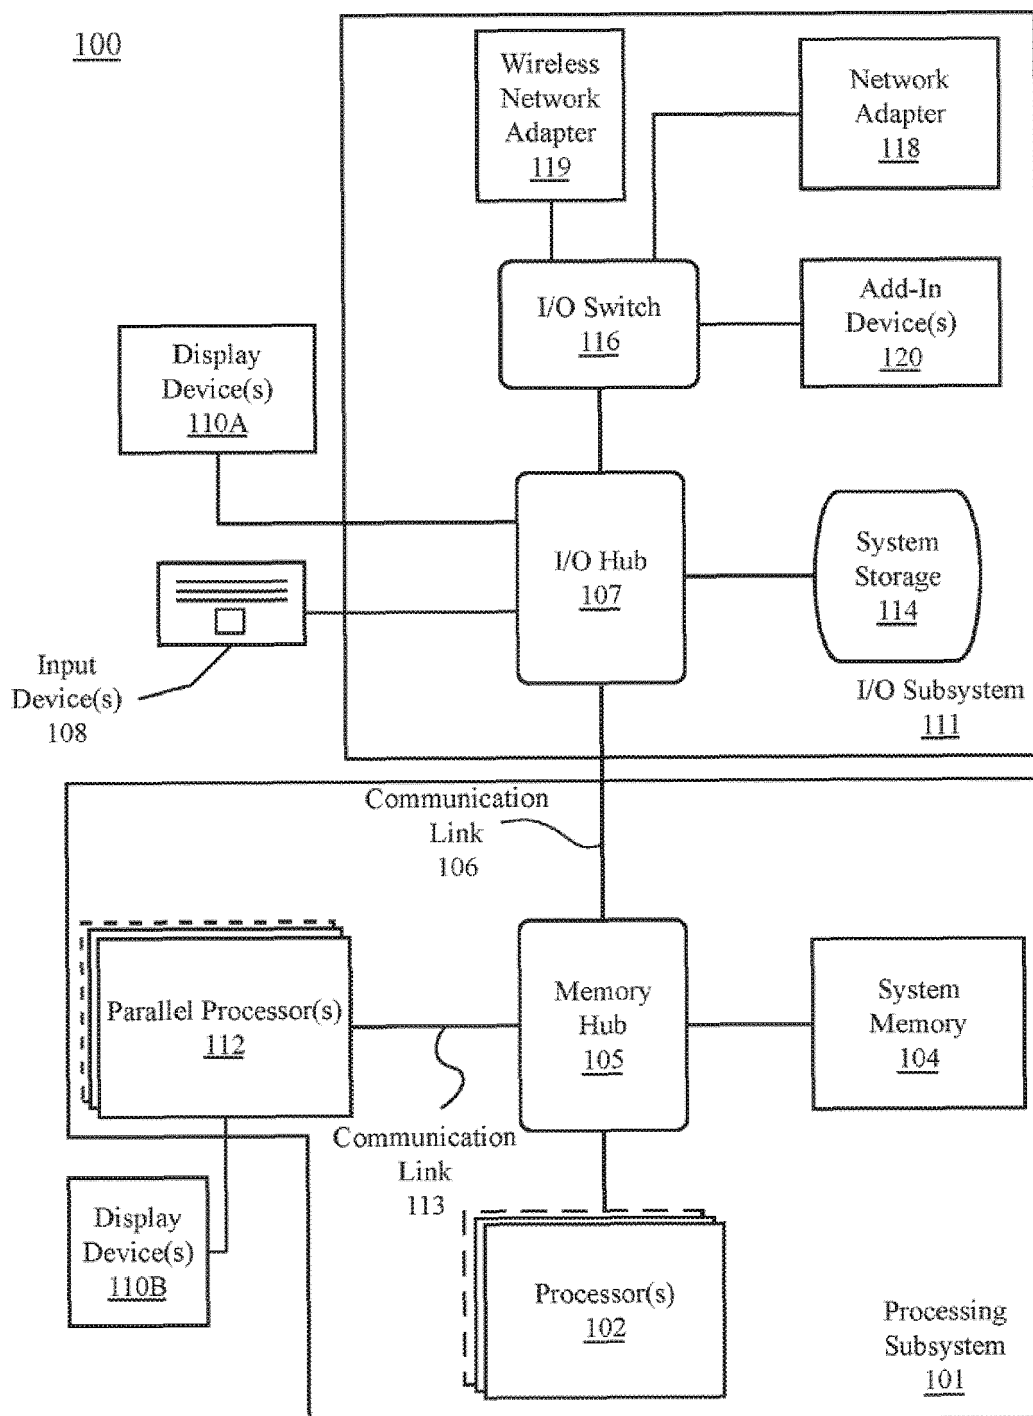 100
Wireless
Network
Adapter
119
Network
Adapter
118
I/O Switch
116
Add-In
Device(s)
120
Display
Device(s)
110A
I/O Hub
107
System
Storage
114
Input
Device(s)
108
I/O Subsystem
111
Communication
Link
106
Parallel Processor(s)
112
Memory
Hub
105
System
Memory
104
Communication
Link
113
Display
Device(s)
110B
Processor(s)
102
Processing
Subsystem
101